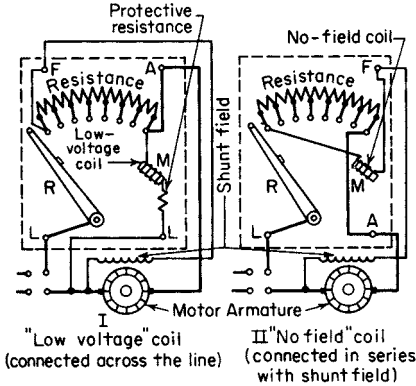 Protective
resistance
No-field coil
F
A
Resistance
Low-
voltage
coil
M
R
L
L
Shunt field
F
Resistance
M
R
A
L
Motor Armature
I
"Low voltage" coil
(connected across the line)
II "No field" coil
(connected in series
with shunt field)